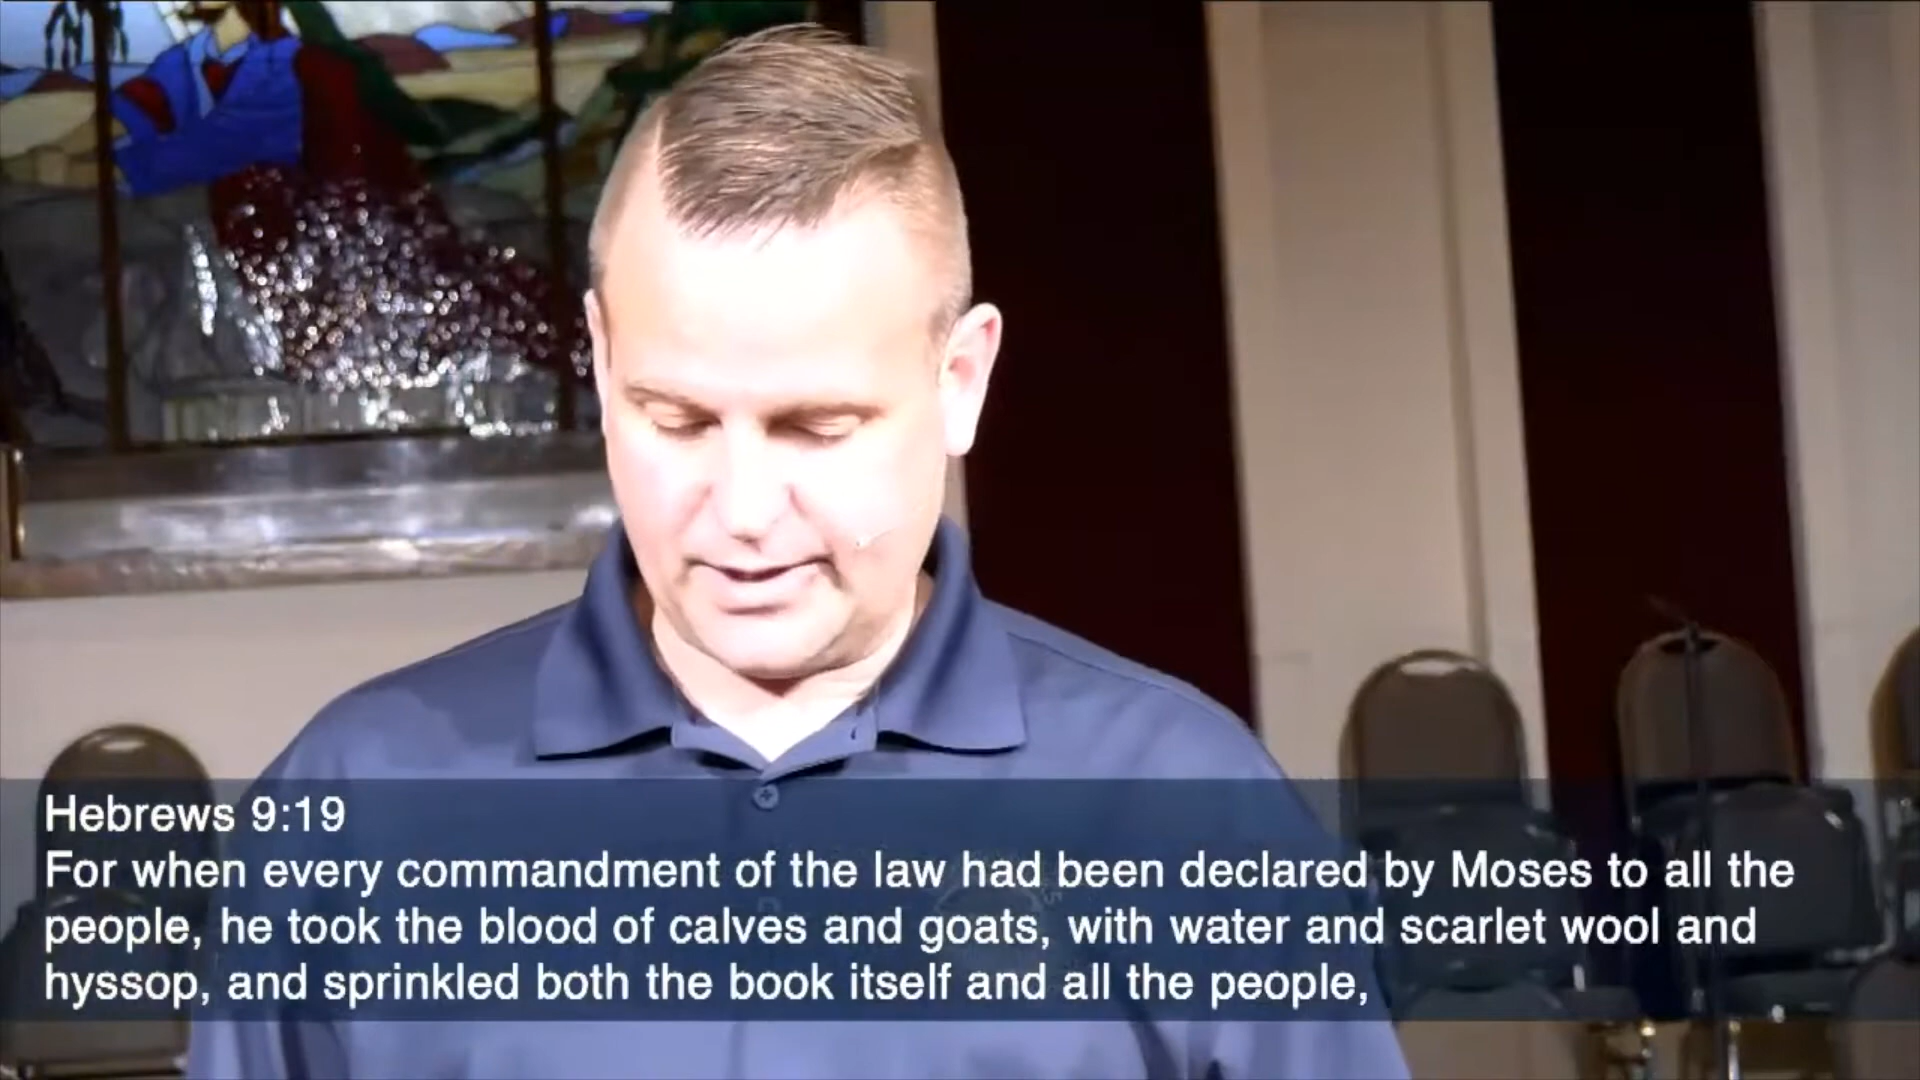 Hebrews 9:19
For when every commandment of the law had been declared by Moses to all the
people, he took the blood of calves and goats, with water and scarlet wool and
hyssop, and sprinkled both the book itself and all the people,